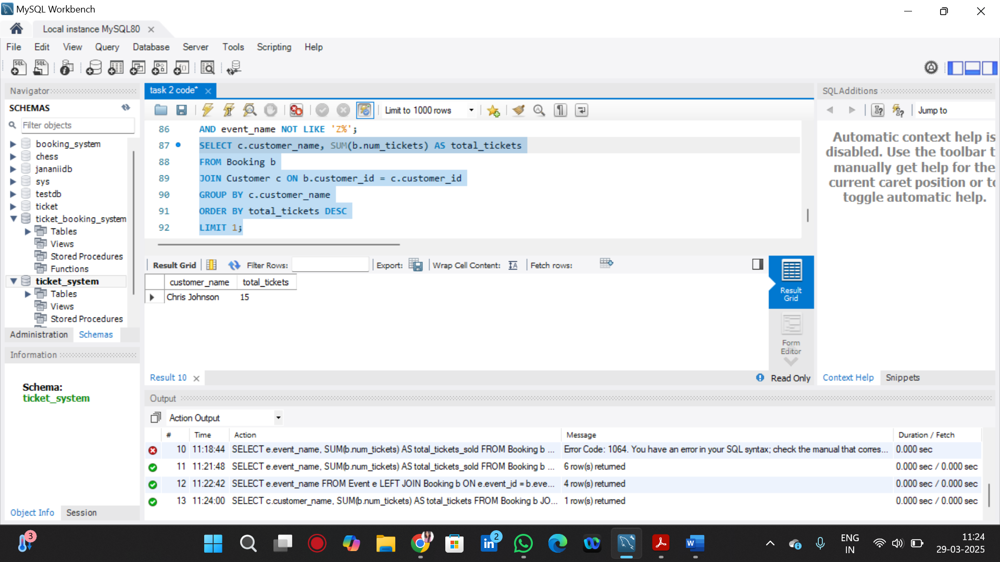 MySQL Workbench
Local instance MySQL80
File Edit View Query Database Server Tools Scripting Help
SQL SQL
Navigator
SCHEMAS
Filter objects
booking_system
chess
jananiidb
sys
testdb
ticket
ticket_booking_system
Tables
Views
Stored Procedures
Functions
ticket_system
Tables
Views
Stored Procedures
Administration Schemas
Information
Schema:
ticket_system
Object Info Session
task 2 code*
Limit to 1000 rows
86 AND event_name NOT LIKE 'Z%';
87 SELECT c.customer_name, SUM(b.num_tickets) AS total_tickets
88 FROM Booking b
89 JOIN Customer c ON b.customer_id = c.customer_id
90 GROUP BY c.customer_name
91 ORDER BY total_tickets DESC
92 LIMIT 1;
Result Grid Filter Rows: Export: Wrap Cell Content: Fetch rows:
customer_name total_tickets
Chris Johnson 15
Result Grid
Form Editor
Result 10
Read Only
SQLAdditions
Jump to
Automatic context help is
disabled. Use the toolbar t
manually get help for the
current caret position or to
toggle automatic help.
Context Help Snippets
Output
Action Output
# Time Action Message Duration / Fetch
10 11:18:44 SELECT e.event_name, SUM(b.num_tickets) AS total_tickets_sold FROM Booking b ... Error Code: 1064. You have an error in your SQL syntax; check the manual that corres... 0.000 sec
11 11:21:48 SELECT e.event_name, SUM(b.num_tickets) AS total_tickets_sold FROM Booking b ... 6 row(s) returned 0.000 sec / 0.000 sec
12 11:22:42 SELECT e.event_name FROM Event e LEFT JOIN Booking b ON e.event_id = b.eve... 4 row(s) returned 0.000 sec / 0.000 sec
13 11:24:00 SELECT c.customer_name, SUM(b.num_tickets) AS total_tickets FROM Booking b JO... 1 row(s) returned 0.000 sec / 0.000 sec
3
2
ENG
IN
11:24
29-03-2025